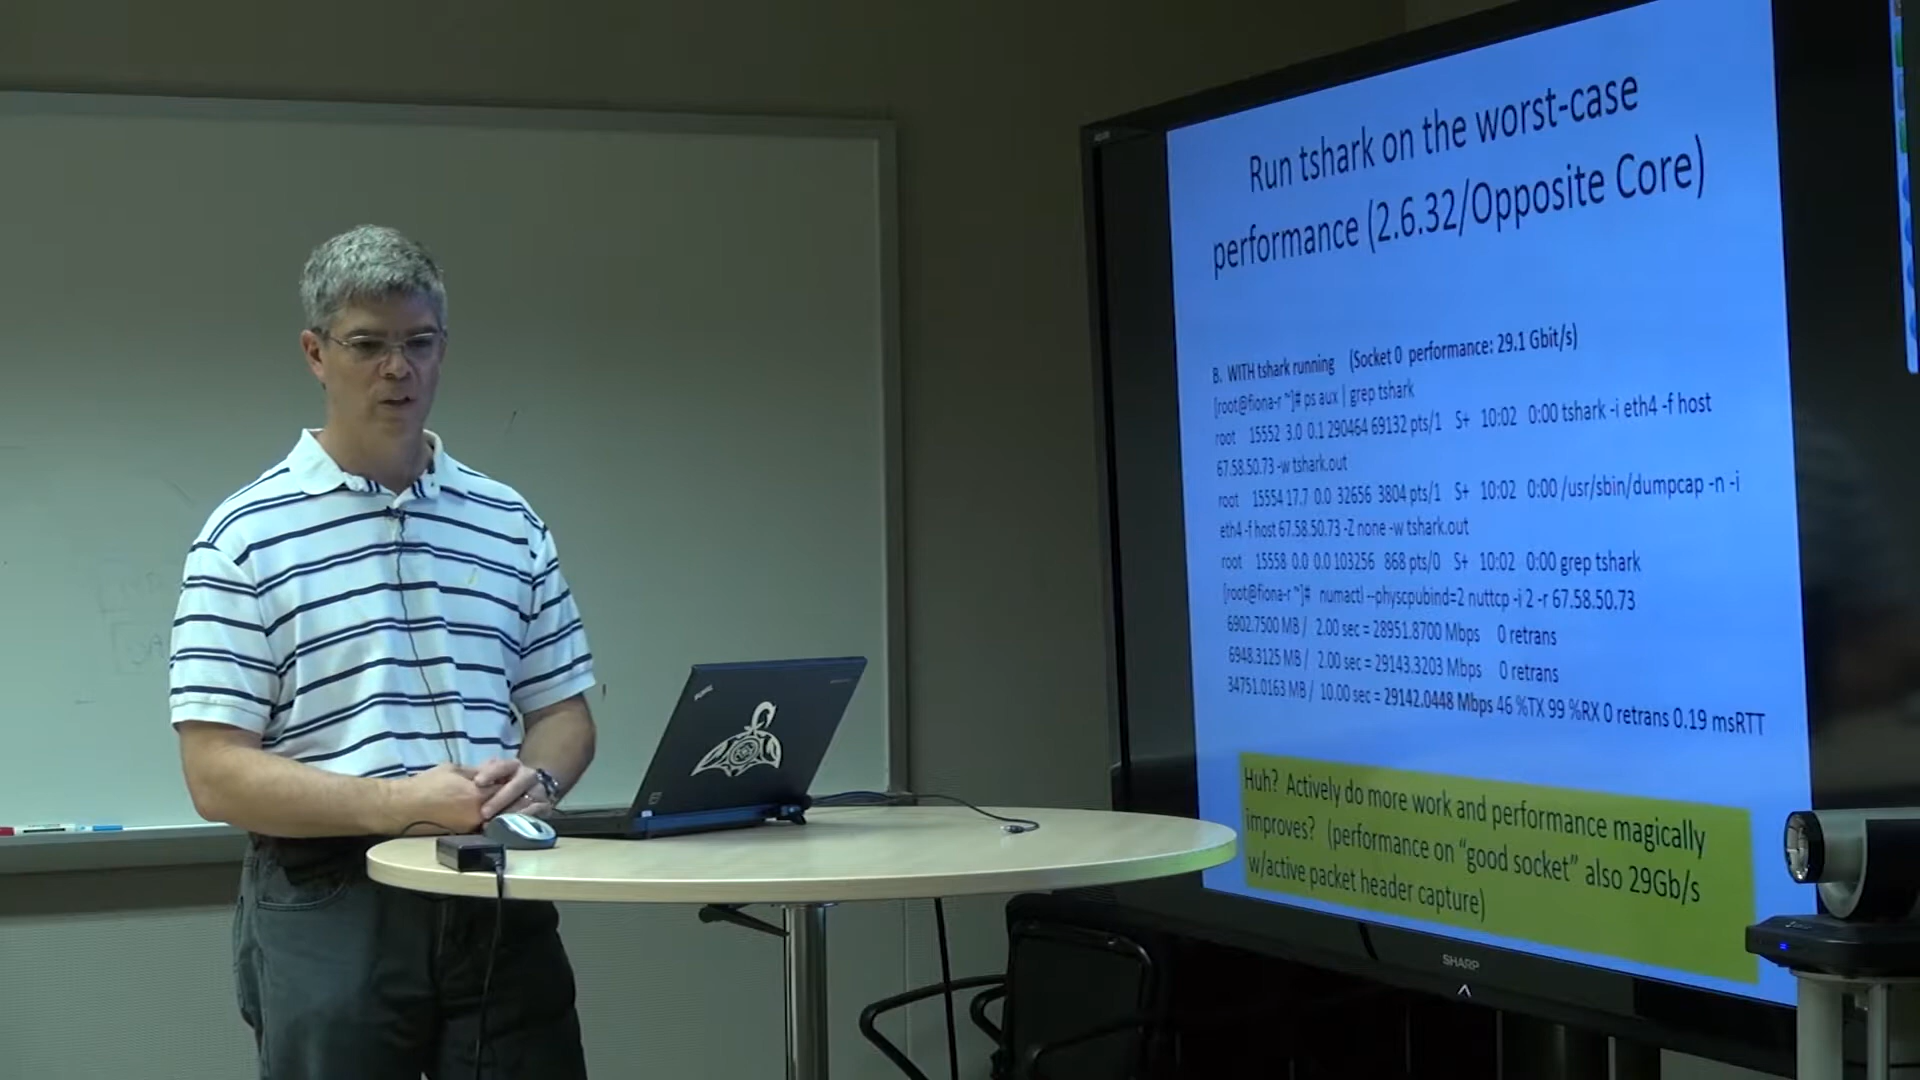 Run tshark on the worst-case
performance (2.6.32/Opposite Core)
B. WITH tshark running (Socket 0 performance: 29.1 Gbit/s)
[root@fiona-r ~]# ps aux | grep tshark
root 15552 3.0 0.1 290464 69132 pts/1 S+ 10:02 0:00 tshark -i eth4 -f host
67.58.50.73 -w tshark.out
root 15554 17.7 0.0 32656 3804 pts/1 S+ 10:02 0:00 /usr/sbin/dumpcap -n -i
eth4 -f host 67.58.50.73 -Z none -w tshark.out
root 15558 0.0 0.0 103256 868 pts/0 S+ 10:02 0:00 grep tshark
[root@fiona-r ~]# numactl --physcpubind=2 nuttcp -i 2 -r 67.58.50.73
6902.7500 MB / 2.00 sec = 28951.8700 Mbps 0 retrans
6948.3125 MB / 2.00 sec = 29143.3203 Mbps 0 retrans
34751.0163 MB / 10.00 sec = 29142.0448 Mbps 46 %TX 99 %RX 0 retrans 0.19 msRTT
Huh? Actively do more work and performance magically
improves? (performance on "good socket" also 29Gb/s
w/active packet header capture)
SHARP